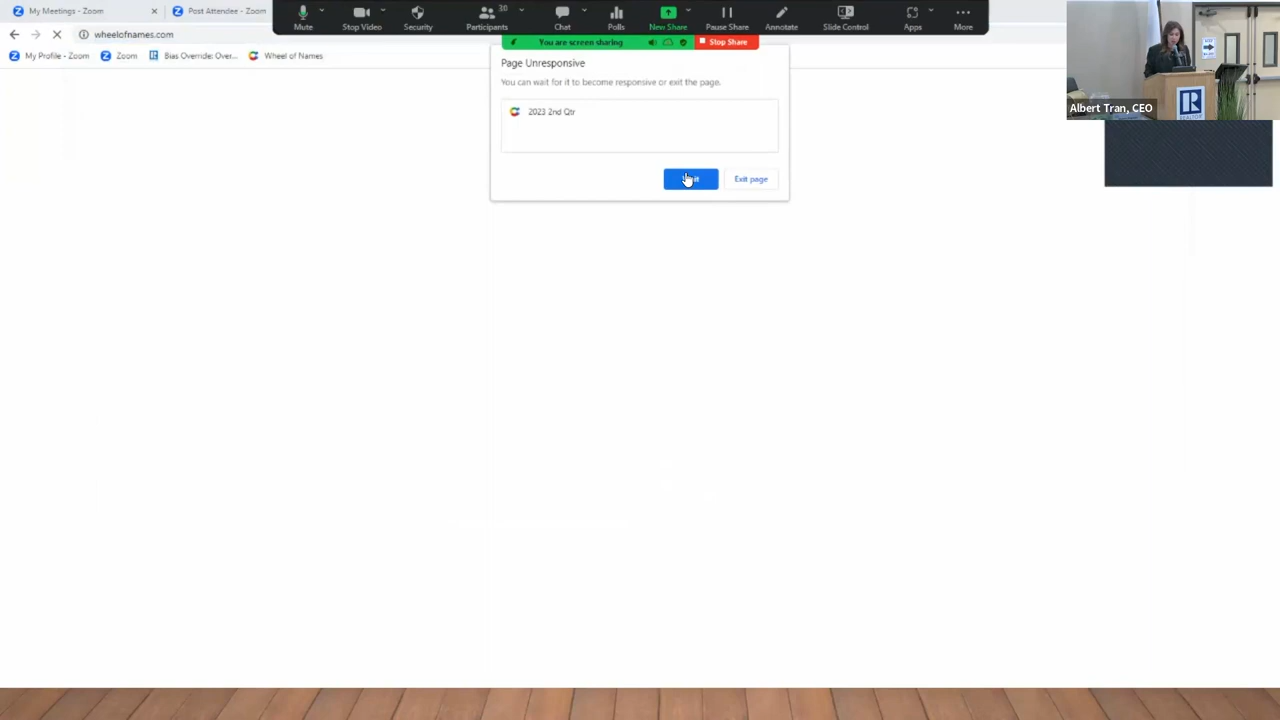 My Meetings - Zoom
Post Attendee - Zoom
wheelofnames.com
My Profile - Zoom
Zoom
Bias Override: Over...
Wheel of Names
Mute
Stop Video
Security
30
Participants
Chat
Polls
New Share
Pause Share
Annotate
Slide Control
Apps
More
You are screen sharing
Stop Share
Page Unresponsive
You can wait for it to become responsive or exit the page.
2023 2nd Qtr
Exit page
Albert Tran, CEO
R
REALTOR